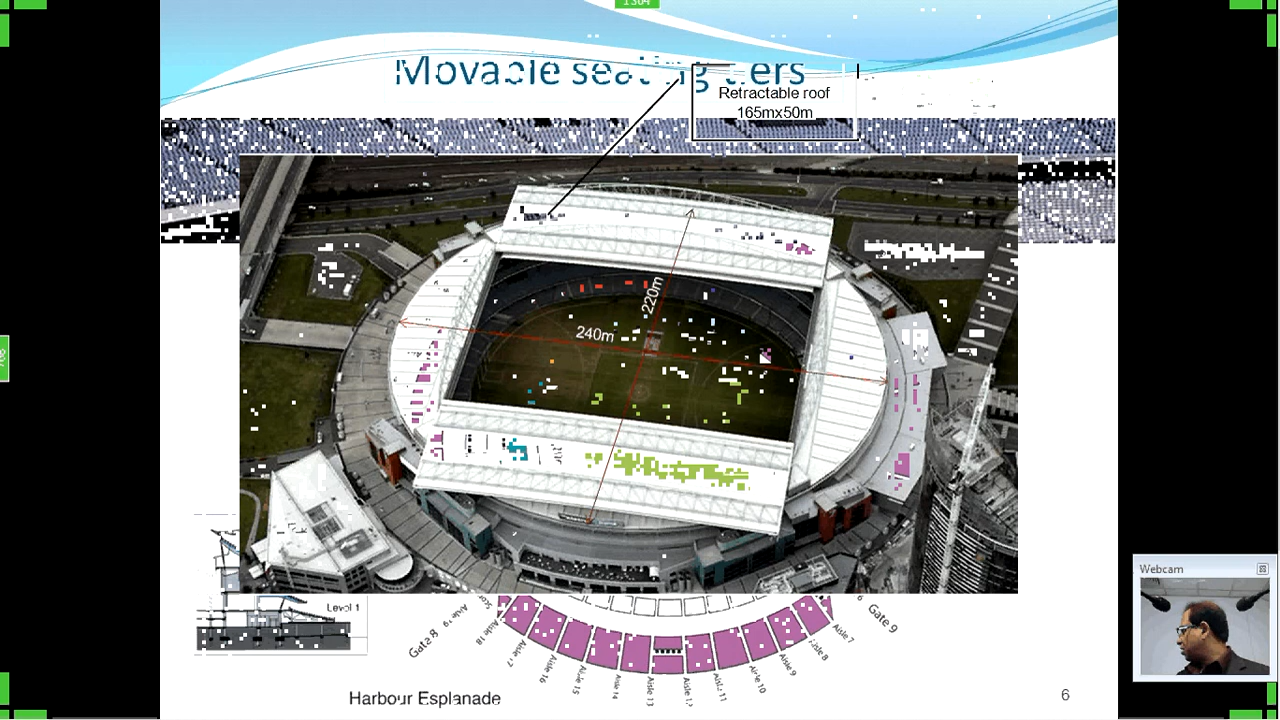 Movable seating tiers
Retractable roof
165mx50m
220m
240m
Level 1
Gate 8
Aisle 18
Aisle 17
Aisle 16
Aisle 15
Aisle 14
Aisle 13
Aisle 11
Aisle 10
Aisle 9
Aisle 8
Aisle 7
Gate 9
Harbour Esplanade
6
Webcam